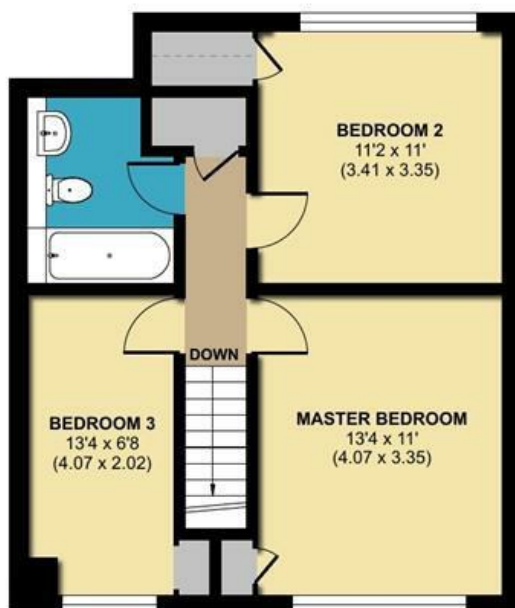 BEDROOM 2
11'2 x 11'
(3.41 x 3.35)
DOWN
BEDROOM 3
13'4 x 6'8
(4.07 x 2.02)
MASTER BEDROOM
13'4 x 11'
(4.07 x 3.35)